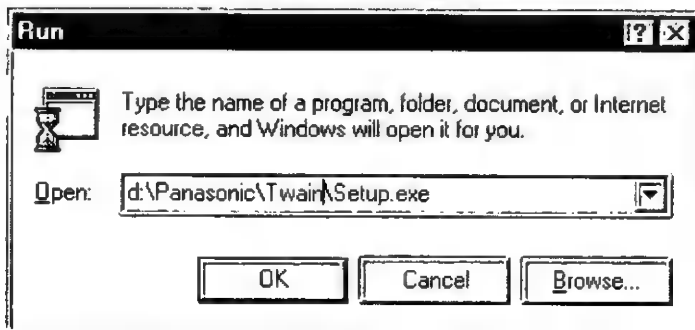 Run
Type the name of a program, folder, document, or Internet
resource, and Windows will open it for you.
Open: d:\Panasonic\Twain\Setup.exe
OK Cancel Browse...